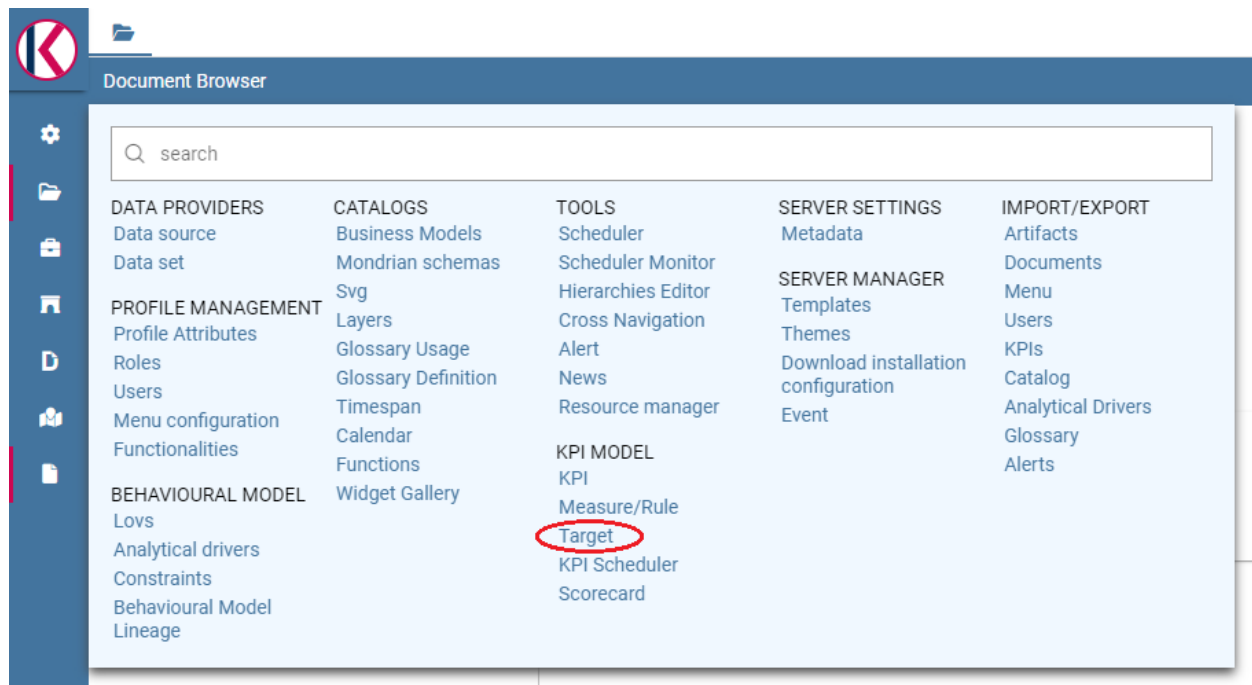 Document Browser
search
DATA PROVIDERS
Data source
Data set
PROFILE MANAGEMENT
Profile Attributes
Roles
Users
Menu configuration
Functionalities
BEHAVIOURAL MODEL
Lovs
Analytical drivers
Constraints
Behavioural Model
Lineage
CATALOGS
Business Models
Mondrian schemas
Svg
Layers
Glossary Usage
Glossary Definition
Timespan
Calendar
Functions
Widget Gallery
TOOLS
Scheduler
Scheduler Monitor
Hierarchies Editor
Cross Navigation
Alert
News
Resource manager
KPI MODEL
KPI
Measure/Rule
Target
KPI Scheduler
Scorecard
SERVER SETTINGS
Metadata
SERVER MANAGER
Templates
Themes
Download installation
configuration
Event
IMPORT/EXPORT
Artifacts
Documents
Menu
Users
KPIs
Catalog
Analytical Drivers
Glossary
Alerts